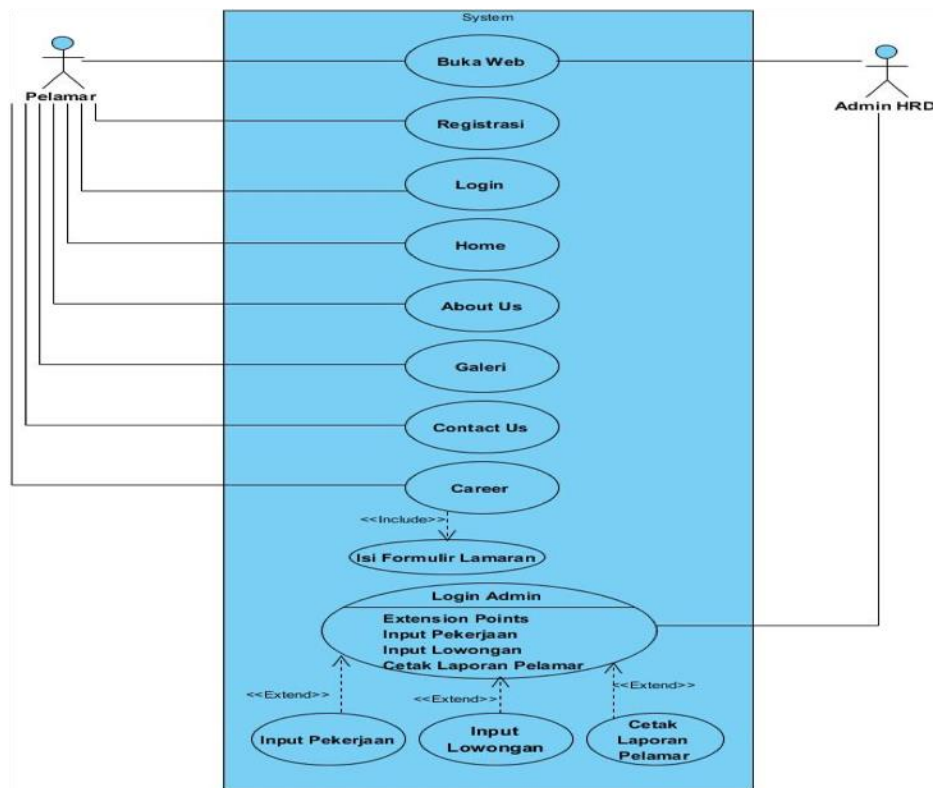 System
Pelamar
Admin HRD
Buka Web
Registrasi
Login
Home
About Us
Galeri
Contact Us
Career
<<Include>>
Isi Formulir Lamaran
Login Admin
Extension Points
Input Pekerjaan
Input Lowongan
Cetak Laporan Pelamar
<<Extend>>
<<Extend>>
<<Extend>>
Input Pekerjaan
Input
Lowongan
Cetak
Laporan
Pelamar